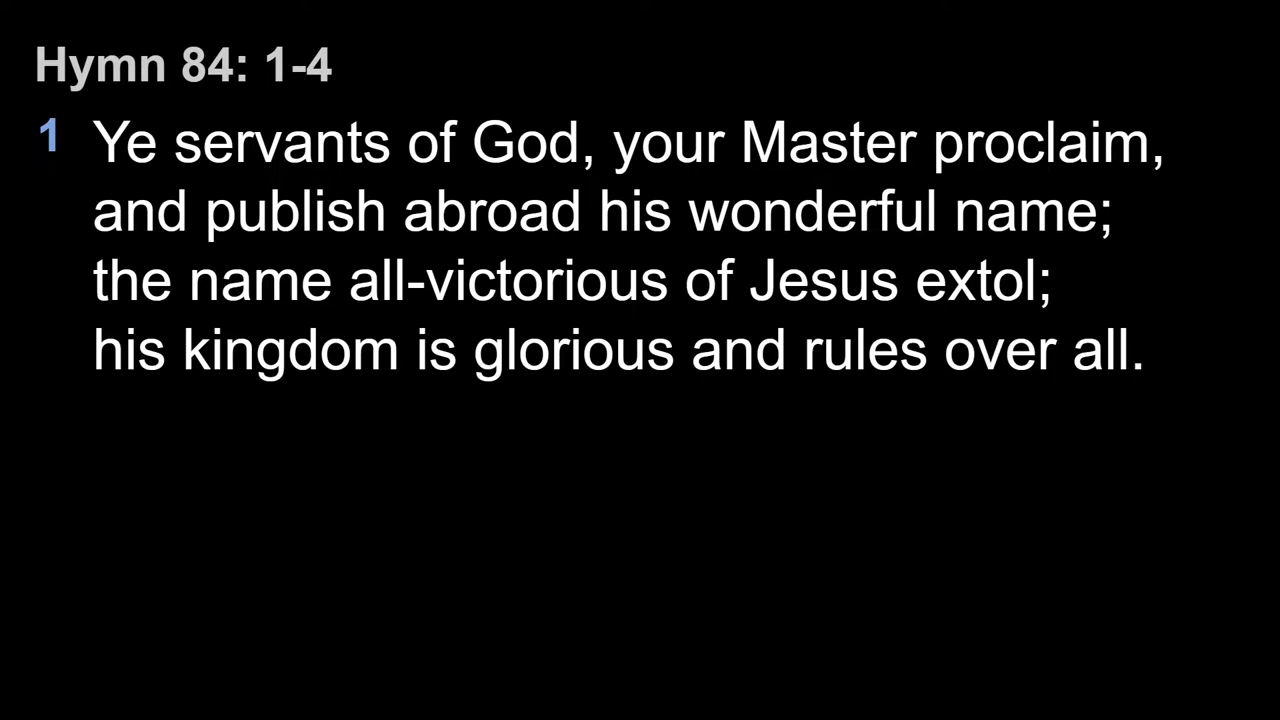 Hymn 84: 1-4
1 Ye servants of God, your Master proclaim,
and publish abroad his wonderful name;
the name all-victorious of Jesus extol;
his kingdom is glorious and rules over all.